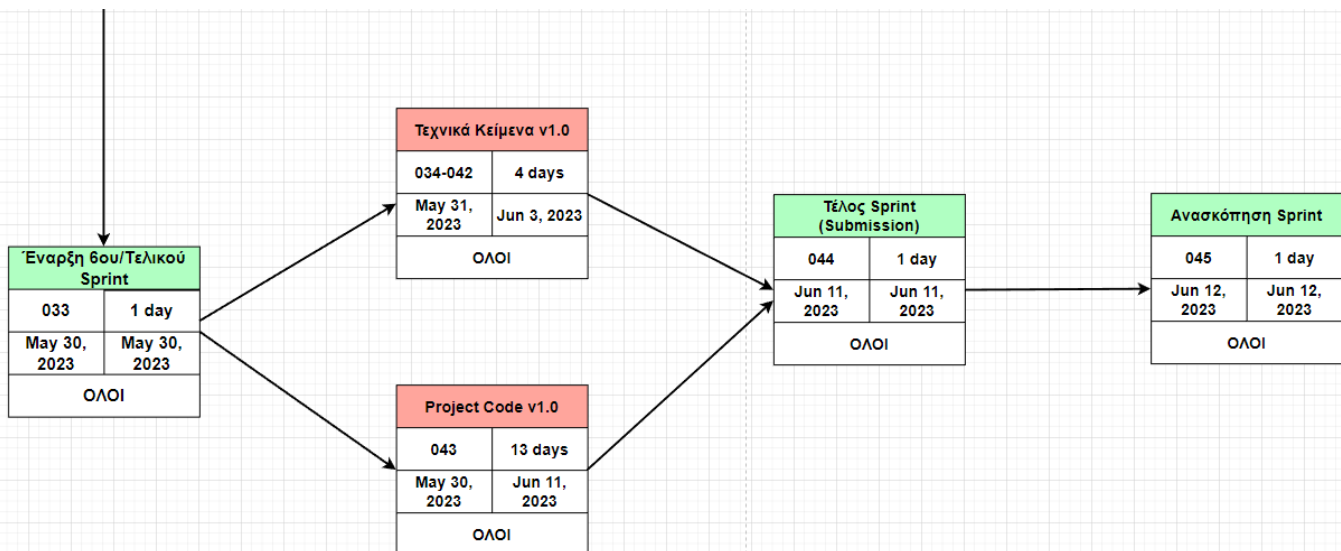 Έναρξη 6ου/Τελικού
Sprint
033
1 day
May 30,
2023
May 30,
2023
ΟΛΟΙ
Τεχνικά Κείμενα v1.0
034-042
4 days
May 31,
2023
Jun 3, 2023
ΟΛΟΙ
Project Code v1.0
043
13 days
May 30,
2023
Jun 11,
2023
ΟΛΟΙ
Τέλος Sprint
(Submission)
044
1 day
Jun 11,
2023
Jun 11,
2023
ΟΛΟΙ
Ανασκόπηση Sprint
045
1 day
Jun 12,
2023
Jun 12,
2023
ΟΛΟΙ